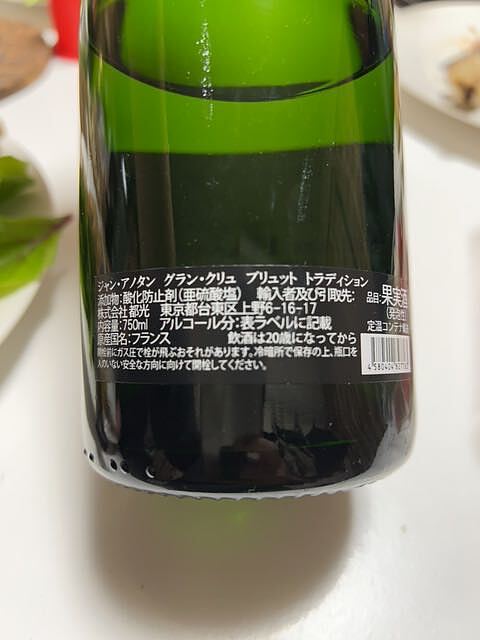 ジャン・アノタン グラン・クリュ ブリュット トラディション
添加物:酸化防止剤(亜硫酸塩) 輸入者及び引取先:
株式会社 都光 東京都台東区上野6-16-17
内容量:750ml アルコール分:表ラベルに記載
原産国名:フランス 飲酒は20歳になってから
開栓前にガス圧で栓が飛ぶおそれがあります。冷暗所で保存の上、瓶口を
人のいない安全な方向に向けて開栓してください。
品目:果実酒
(発泡性)
定温コンテナ
4 580404